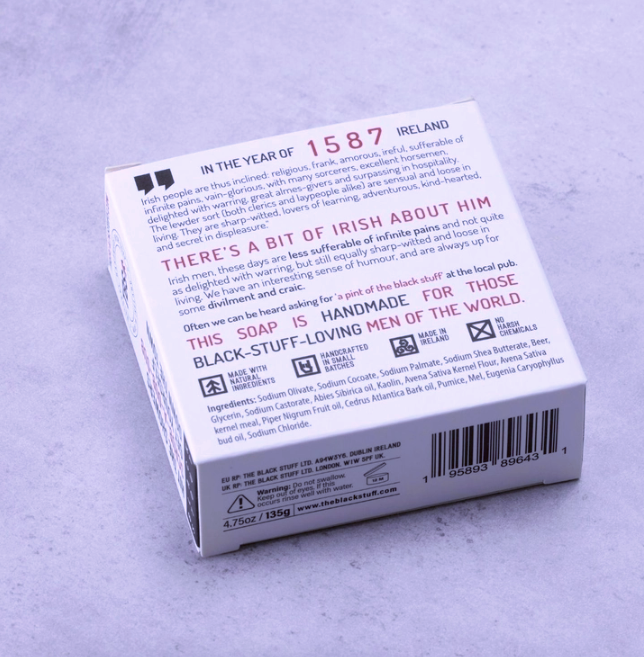 IN THE YEAR OF 1587 IRELAND
Irish people are thus inclined: religious, frank, amorous, ireful, sufferable of
infinite pains, vain-glorious, with many sorcerers, excellent horsemen,
delighted with warring, great almes-givers and surpassing in hospitality.
The lewder sort (both clerics and laypeople alike) are sensual and loose in
living. They are sharp-witted, lovers of learning, adventurous, kind-hearted,
and secret in displeasure.
THERE'S A BIT OF IRISH ABOUT HIM
Irish men, these days are less sufferable of infinite pains and not quite
as delighted with warring, but still equally sharp-witted and loose in
living. We have an interesting sense of humour, and are always up for
some divilment and craic.
Often we can be heard asking for 'a pint of the black stuff' at the local pub.
THIS SOAP IS HANDMADE FOR THOSE
BLACK-STUFF-LOVING MEN OF THE WORLD.
MADE WITH
NATURAL
INGREDIENTS
HANDCRAFTED
IN SMALL
BATCHES
MADE IN
IRELAND
NO
HARSH
CHEMICALS
Ingredients: Sodium Olivate, Sodium Cocoate, Sodium Palmate, Sodium Shea Butterate, Beer,
Glycerin, Sodium Castorate, Abies Sibirica oil, Kaolin, Avena Sativa Kernel Flour, Avena Sativa
kernel meal, Piper Nigrum Fruit oil, Cedrus Atlantica Bark oil, Pumice, Mel, Eugenia Caryophyllus
bud oil, Sodium Chloride.
EU RP: THE BLACK STUFF LTD. A94W5Y6, DUBLIN IRELAND
UK RP: THE BLACK STUFF LTD. LONDON. W1W 5PF UK.
Warning: Do not swallow.
Keep out of eyes. If this
occurs rinse well with water.
4.75oz / 135g www.theblackstuff.com
1 95893 89643 1